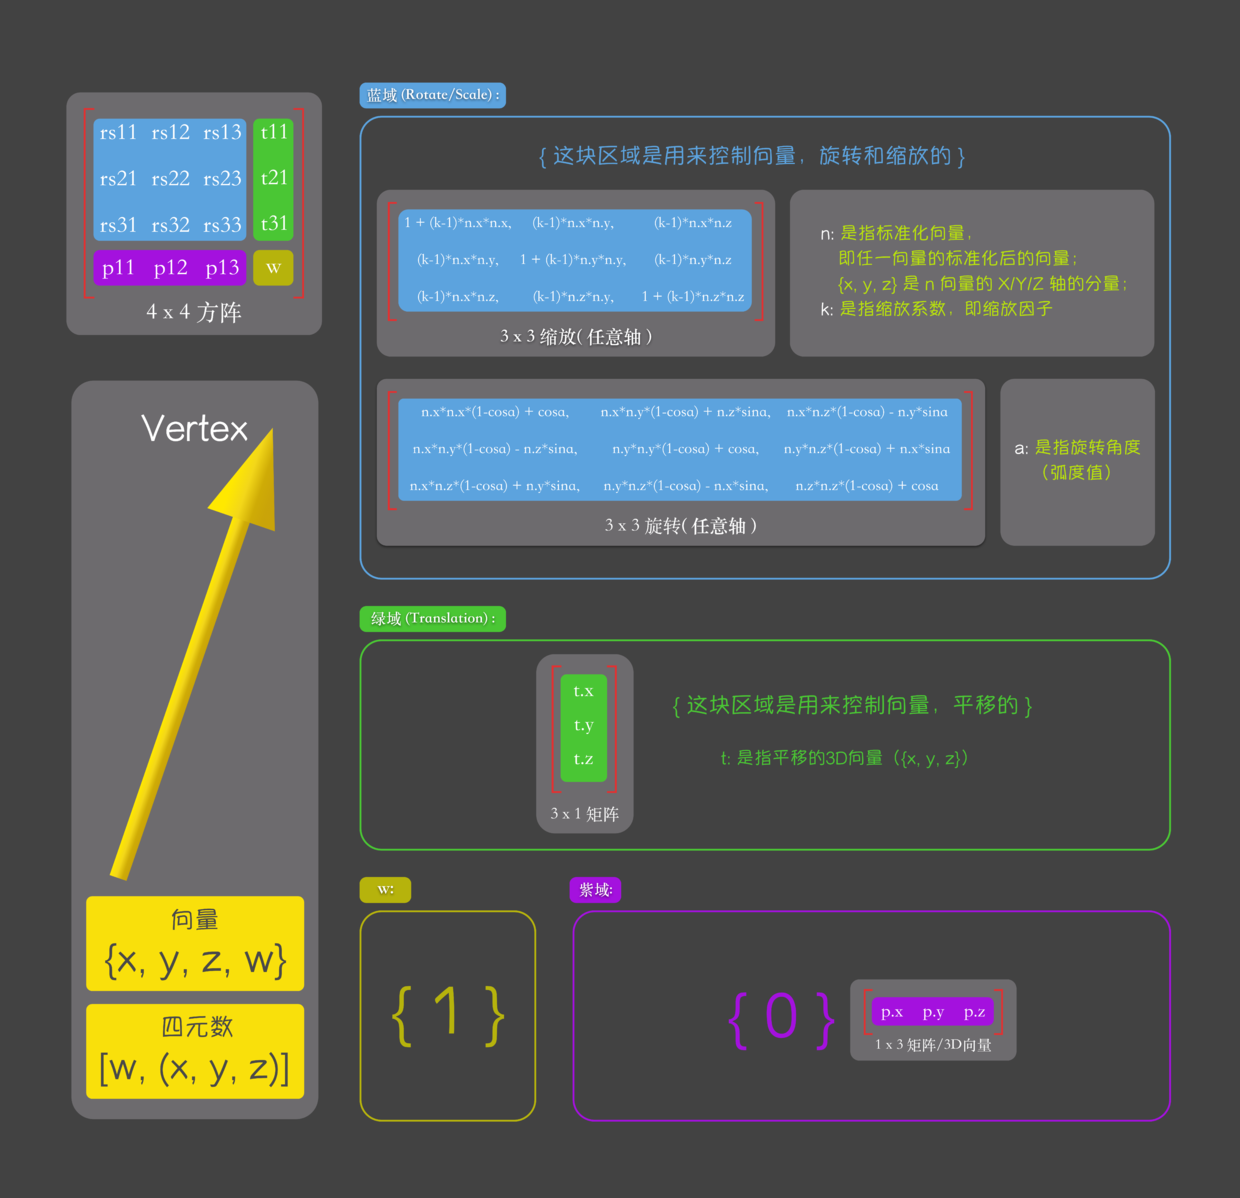 rs11 rs12 rs13 t11
rs21 rs22 rs23 t21
rs31 rs32 rs33 t31
p11 p12 p13 w
4 x 4 方阵
Vertex
向量
{x, y, z, w}
四元数
[w, (x, y, z)]
蓝域 (Rotate/Scale) :
{ 这块区域是用来控制向量，旋转和缩放的 }
1 + (k-1)*n.x*n.x, (k-1)*n.x*n.y, (k-1)*n.x*n.z
(k-1)*n.x*n.y, 1 + (k-1)*n.y*n.y, (k-1)*n.y*n.z
(k-1)*n.x*n.z, (k-1)*n.z*n.y, 1 + (k-1)*n.z*n.z
3 x 3 缩放( 任意轴 )
n: 是指标准化向量，
即任一向量的标准化后的向量；
{x, y, z} 是 n 向量的 X/Y/Z 轴的分量；
k: 是指缩放系数，即缩放因子
n.x*n.x*(1-cosa) + cosa, n.x*n.y*(1-cosa) + n.z*sina, n.x*n.z*(1-cosa) - n.y*sina
n.x*n.y*(1-cosa) - n.z*sina, n.y*n.y*(1-cosa) + cosa, n.y*n.z*(1-cosa) + n.x*sina
n.x*n.z*(1-cosa) + n.y*sina, n.y*n.z*(1-cosa) - n.x*sina, n.z*n.z*(1-cosa) + cosa
3 x 3 旋转( 任意轴 )
a: 是指旋转角度
（弧度值）
绿域 (Translation) :
t.x
t.y
t.z
3 x 1 矩阵
{ 这块区域是用来控制向量，平移的 }
t: 是指平移的3D向量（{x, y, z}）
w:
{ 1 }
紫域:
{ 0 }
p.x p.y p.z
1 x 3 矩阵/3D向量